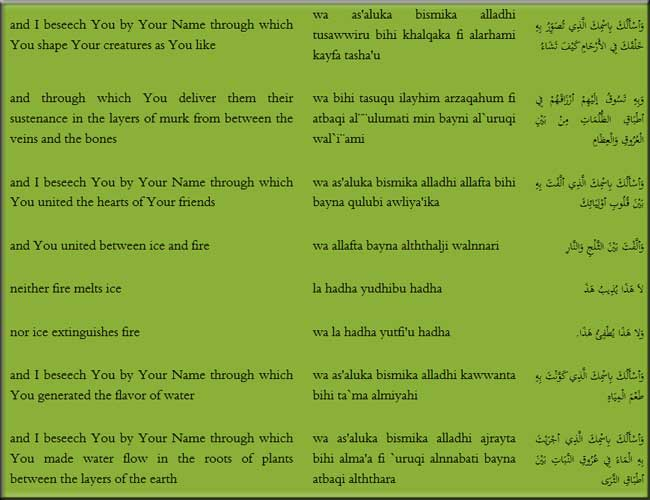 and I beseech You by Your Name through which
You shape Your creatures as You like
wa as'aluka bismika alladhi
tusawwiru bihi khalqaka fi alarhami
kayfa tasha'u
وَأَسْأَلُكَ بِاسْمِكَ الَّذِي تُصَوِّرُ بِهِ
خَلْقَكَ فِي الأَرْحَامِ كَيْفَ تَشَاءُ
and through which You deliver them their
sustenance in the layers of murk from between the
veins and the bones
wa bihi tasuqu ilayhim arzaqahum fi
atbaqi al¨¨ulumati min bayni al`uruqi
wal`i¨ami
وَبِهِ تَسُوقُ إِلَيْهِمْ أَرْزَاقَهُمْ فِي
أَطْبَاقِ الظُّلُمَاتِ مِنْ بَيْنِ
الْعُرُوقِ وَالْعِظَامِ
and I beseech You by Your Name through which
You united the hearts of Your friends
wa as'aluka bismika alladhi allafta bihi
bayna qulubi awliya'ika
وَأَسْأَلُكَ بِاسْمِكَ الَّذِي أَلَّفْتَ بِهِ
بَيْنَ قُلُوبِ أَوْلِيَائِكَ
and You united between ice and fire
wa allafta bayna alththalji walnnari
وَأَلَّفْتَ بَيْنَ الثَّلْجِ وَالنَّارِ
neither fire melts ice
la hadha yudhibu hadha
لاَ هَذَا يُذِيبُ هَذَ
nor ice extinguishes fire
wa la hadha yutfi'u hadha
وَلا هَذَا يُطْفِئُ هَذَا.
and I beseech You by Your Name through which
You generated the flavor of water
wa as'aluka bismika alladhi kawwanta
bihi ta`ma almiyahi
وَأَسْأَلُكَ بِاسْمِكَ الَّذِي كَوَّنْتَ بِهِ
طَعْمَ الْمِيَاهِ
and I beseech You by Your Name through which
You made water flow in the roots of plants
between the layers of the earth
wa as'aluka bismika alladhi ajrayta
bihi alma'a fi `uruqi alnnabati bayna
atbaqi alththara
وَأَسْأَلُكَ بِاسْمِكَ الَّذِي أَجْرَيْتَ
بِهِ الْمَاءَ فِي عُرُوقِ النَّبَاتِ بَيْنَ
أَطْبَاقِ الثَّرَى